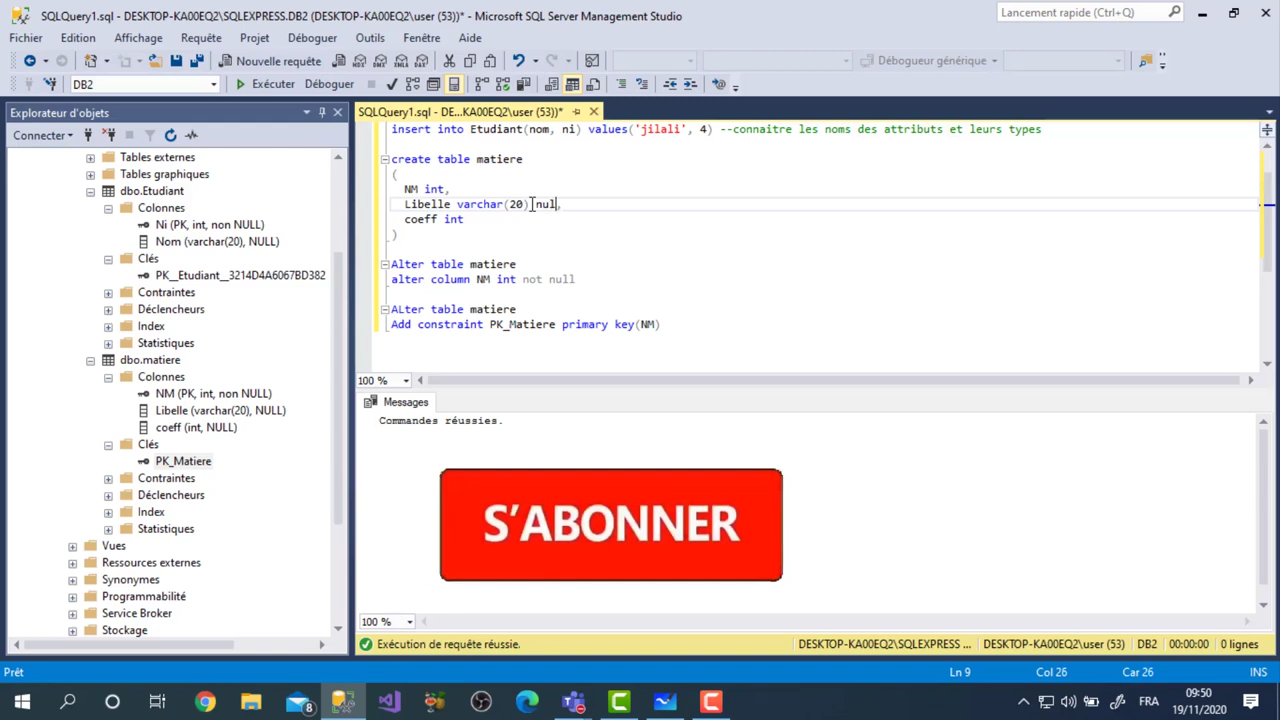 SQLQuery1.sql - DESKTOP-KA00EQ2\SQLEXPRESS.DB2 (DESKTOP-KA00EQ2\user (53))* - Microsoft SQL Server Management Studio
Lancement rapide (Ctrl+Q)
Fichier Edition Affichage Requête Projet Déboguer Outils Fenêtre Aide
Nouvelle requête
Débogueur générique
DB2
Exécuter
Déboguer
Explorateur d'objets
SQLQuery1.sql - DE...KA00EQ2\user (53))*
Connecter
Tables externes
Tables graphiques
dbo.Etudiant
Colonnes
Ni (PK, int, non NULL)
Nom (varchar(20), NULL)
Clés
PK__Etudiant__3214D4A6067BD382
Contraintes
Déclencheurs
Index
Statistiques
dbo.matiere
Colonnes
NM (PK, int, non NULL)
Libelle (varchar(20), NULL)
coeff (int, NULL)
Clés
PK_Matiere
Contraintes
Déclencheurs
Index
Statistiques
Vues
Ressources externes
Synonymes
Programmabilité
Service Broker
Stockage
insert into Etudiant(nom, ni) values('jilali', 4) --connaitre les noms des attributs et leurs types
create table matiere
(
NM int,
Libelle varchar(20) nul,
coeff int
)
Alter table matiere
alter column NM int not null
ALter table matiere
Add constraint PK_Matiere primary key(NM)
100 %
Messages
Commandes réussies.
S'ABONNER
100 %
Exécution de requête réussie.
DESKTOP-KA00EQ2\SQLEXPRESS ...
DESKTOP-KA00EQ2\user (53)
DB2
00:00:00
0 lignes
Prêt
Ln 9
Col 26
Car 26
INS
8
FRA
09:50
19/11/2020